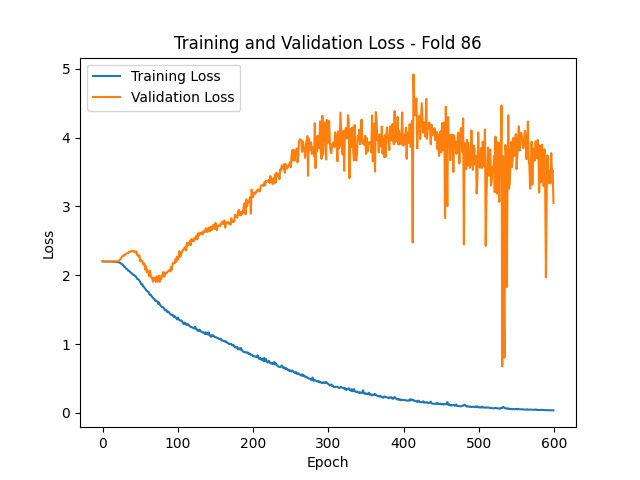 Training and Validation Loss - Fold 86
Training Loss
Validation Loss
Loss
5
4
3
2
1
0
0 100 200 300 400 500 600
Epoch